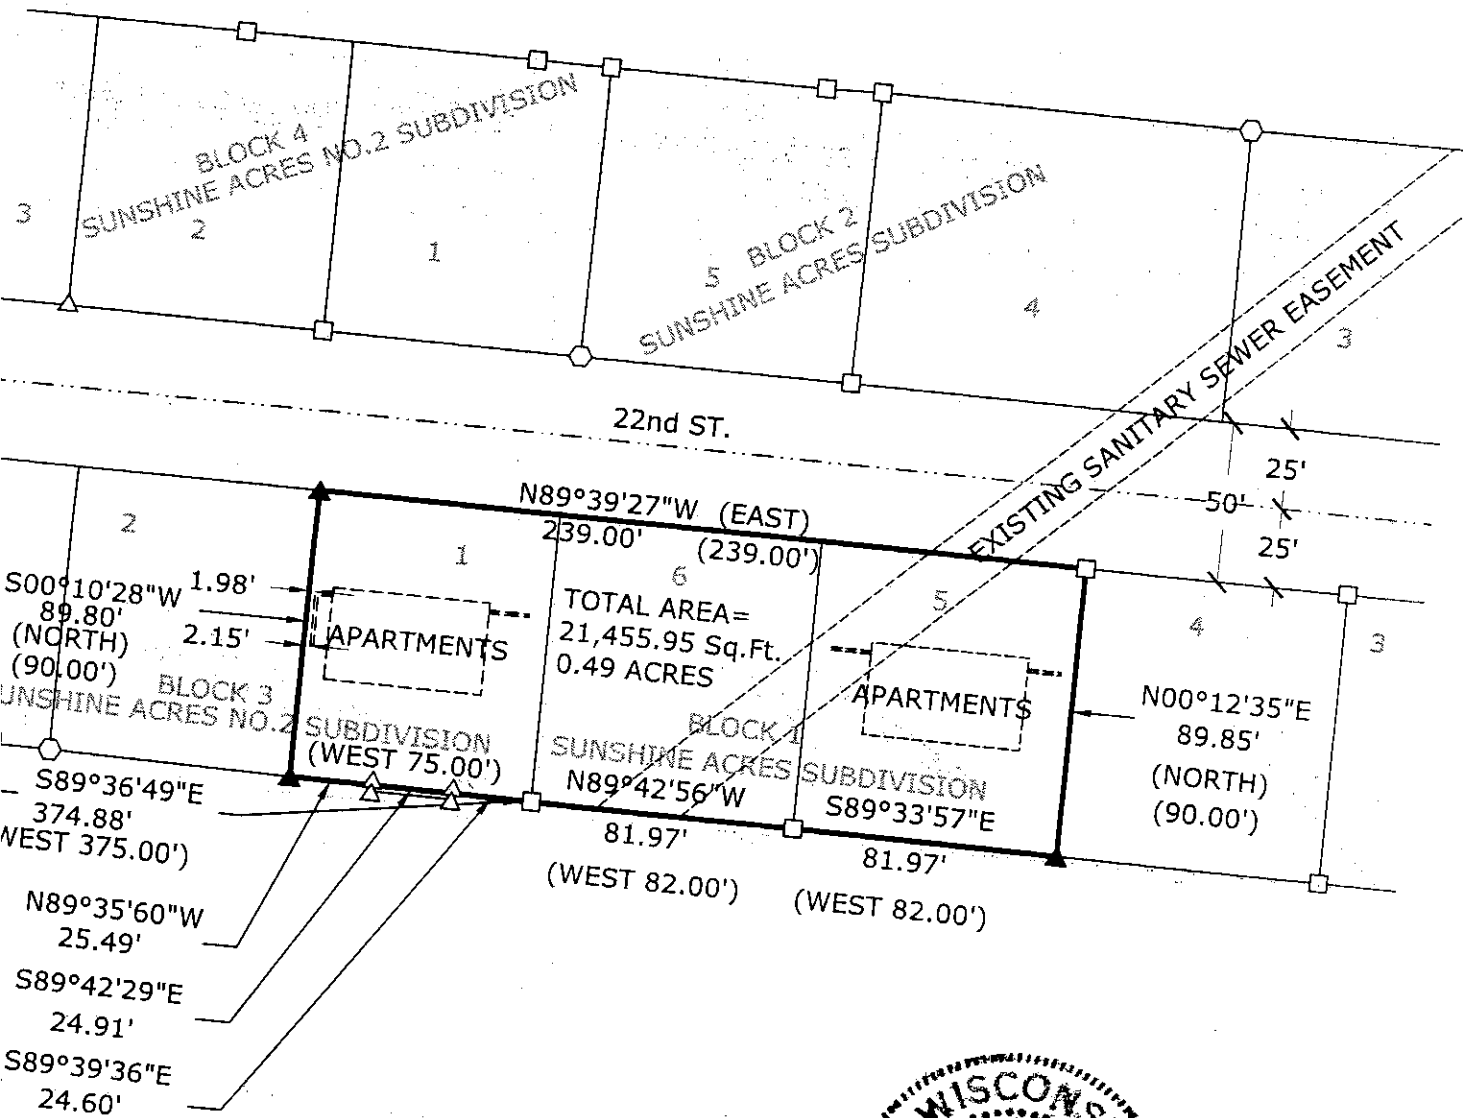 BLOCK 4
SUNSHINE ACRES NO.2 SUBDIVISION
3
2
1
BLOCK 2
SUNSHINE ACRES SUBDIVISION
5
4
3
EXISTING SANITARY SEWER EASEMENT
22nd ST.
25'
50'
25'
N89°39'27"W (EAST)
239.00' (239.00')
2
1
6
5
4
3
S00°10'28"W
89.80'
(NORTH)
(90.00')
1.98'
2.15'
APARTMENTS
TOTAL AREA=
21,455.95 Sq.Ft.
0.49 ACRES
APARTMENTS
BLOCK 3
UNSHINE ACRES NO.2 SUBDIVISION
(WEST 75.00')
BLOCK 1
SUNSHINE ACRES SUBDIVISION
N89°42'56"W
81.97'
(WEST 82.00')
S89°33'57"E
81.97'
(WEST 82.00')
N00°12'35"E
89.85'
(NORTH)
(90.00')
S89°36'49"E
374.88'
WEST 375.00')
N89°35'60"W
25.49'
S89°42'29"E
24.91'
S89°39'36"E
24.60'
WISCONS